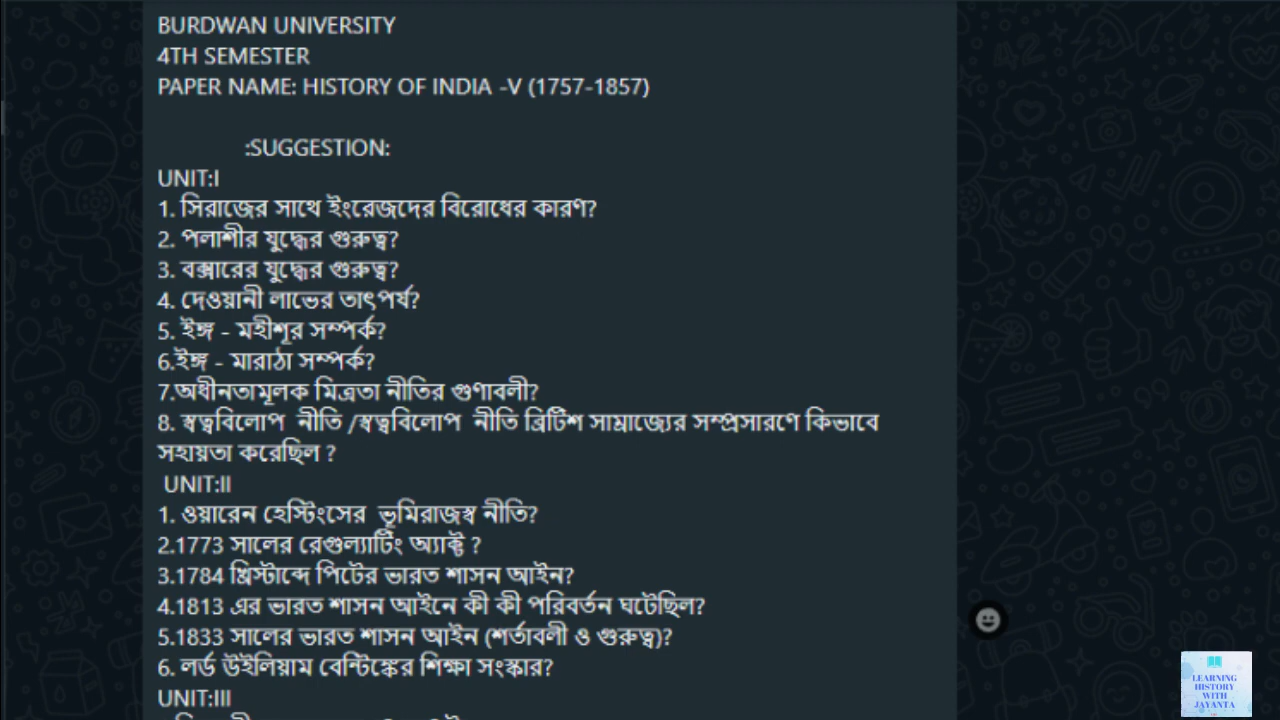 BURDWAN UNIVERSITY
4TH SEMESTER
PAPER NAME: HISTORY OF INDIA -V (1757-1857)
:SUGGESTION:
UNIT:I
1. সিরাজের সাথে ইংরেজদের বিরোধের কারণ?
2. পলাশীর যুদ্ধের গুরুত্ব?
3. বক্সারের যুদ্ধের গুরুত্ব?
4. দেওয়ানী লাভের তাৎপর্য?
5. ইঙ্গ - মহীশূর সম্পর্ক?
6.ইঙ্গ - মারাঠা সম্পর্ক?
7.অধীনতামূলক মিত্রতা নীতির গুণাবলী?
8. স্বত্ববিলোপ নীতি /স্বত্ববিলোপ নীতি ব্রিটিশ সাম্রাজ্যের সম্প্রসারণে কিভাবে
সহায়তা করেছিল ?
UNIT:II
1. ওয়ারেন হেস্টিংসের ভূমিরাজস্ব নীতি?
2.1773 সালের রেগুল্যাটিং অ্যাক্ট ?
3.1784 খ্রিস্টাব্দে পিটের ভারত শাসন আইন?
4.1813 এর ভারত শাসন আইনে কী কী পরিবর্তন ঘটেছিল?
5.1833 সালের ভারত শাসন আইন (শর্তাবলী ও গুরুত্ব)?
6. লর্ড উইলিয়াম বেন্টিঙ্কের শিক্ষা সংস্কার?
UNIT:III
LEARNING
HISTORY
WITH
JAYANTA